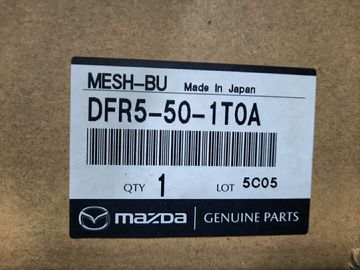 MESH-BU Made In Japan
DFR5-50-1T0A
QTY 1 LOT 5C05
mazda GENUINE PARTS